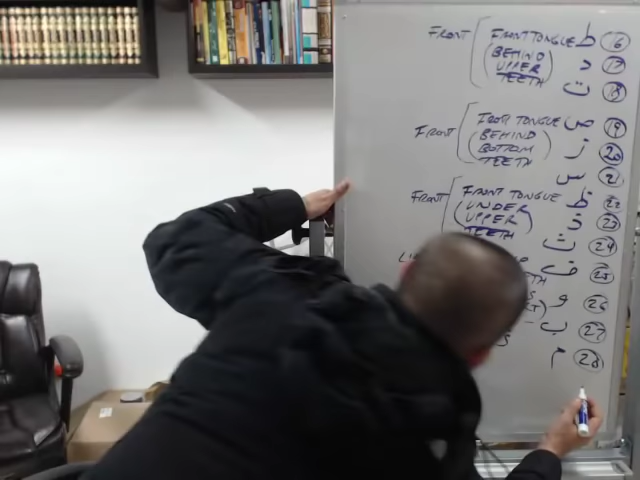 FRONT ( FRONT TONGUE ط 16
(BEHIND د 17
UPPER
TEETH) ت 18
FRONT ( FRONT TONGUE ص 19
(BEHIND
BOTTOM ز 20
TEETH)
س 21
FRONT ( FRONT TONGUE ظ 22
(UNDER ذ 23
UPPER
TEETH) ث 24
ف 25
و 26
ب 27
م 28